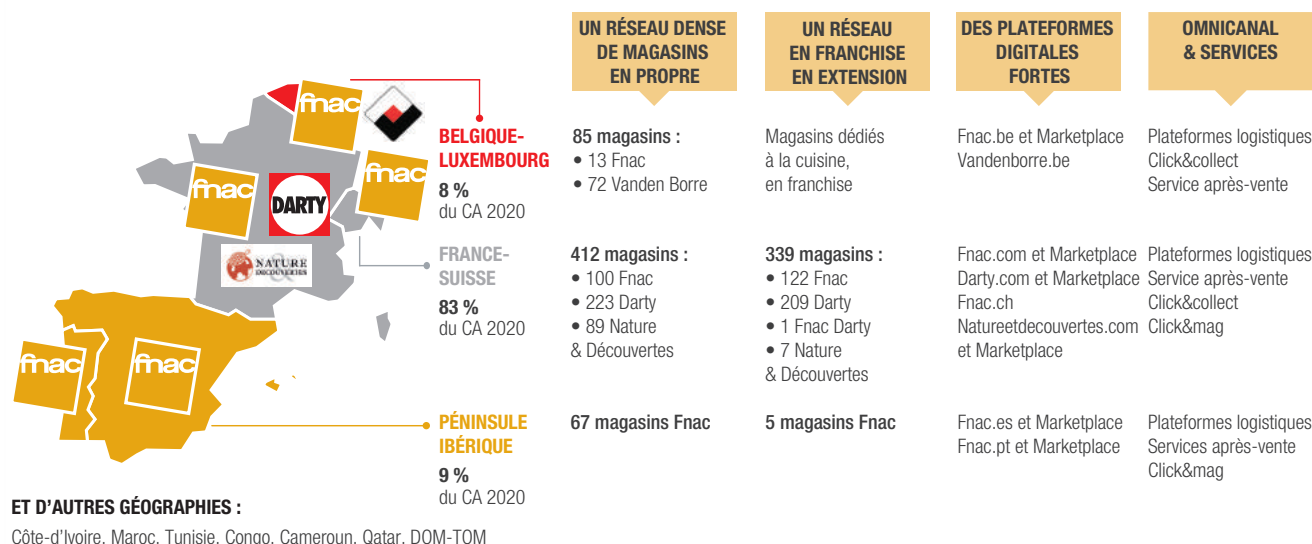 UN RÉSEAU DENSE
DE MAGASINS
EN PROPRE
UN RÉSEAU
EN FRANCHISE
EN EXTENSION
DES PLATEFORMES
DIGITALES
FORTES
OMNICANAL
& SERVICES
fnac
fnac
fnac
DARTY
NATURE
&
DECOUVERTES
fnac
fnac
BELGIQUE-
LUXEMBOURG
8 %
du CA 2020
85 magasins :
• 13 Fnac
• 72 Vanden Borre
Magasins dédiés
à la cuisine,
en franchise
Fnac.be et Marketplace
Vandenborre.be
Plateformes logistiques
Click&collect
Service après-vente
FRANCE-
SUISSE
83 %
du CA 2020
412 magasins :
• 100 Fnac
• 223 Darty
• 89 Nature
& Découvertes
339 magasins :
• 122 Fnac
• 209 Darty
• 1 Fnac Darty
• 7 Nature
& Découvertes
Fnac.com et Marketplace
Darty.com et Marketplace
Fnac.ch
Natureetdecouvertes.com
et Marketplace
Plateformes logistiques
Service après-vente
Click&collect
Click&mag
PÉNINSULE
IBÉRIQUE
9 %
du CA 2020
67 magasins Fnac
5 magasins Fnac
Fnac.es et Marketplace
Fnac.pt et Marketplace
Plateformes logistiques
Services après-vente
Click&mag
ET D'AUTRES GÉOGRAPHIES :
Côte-d'Ivoire, Maroc, Tunisie, Congo, Cameroun, Qatar, DOM-TOM